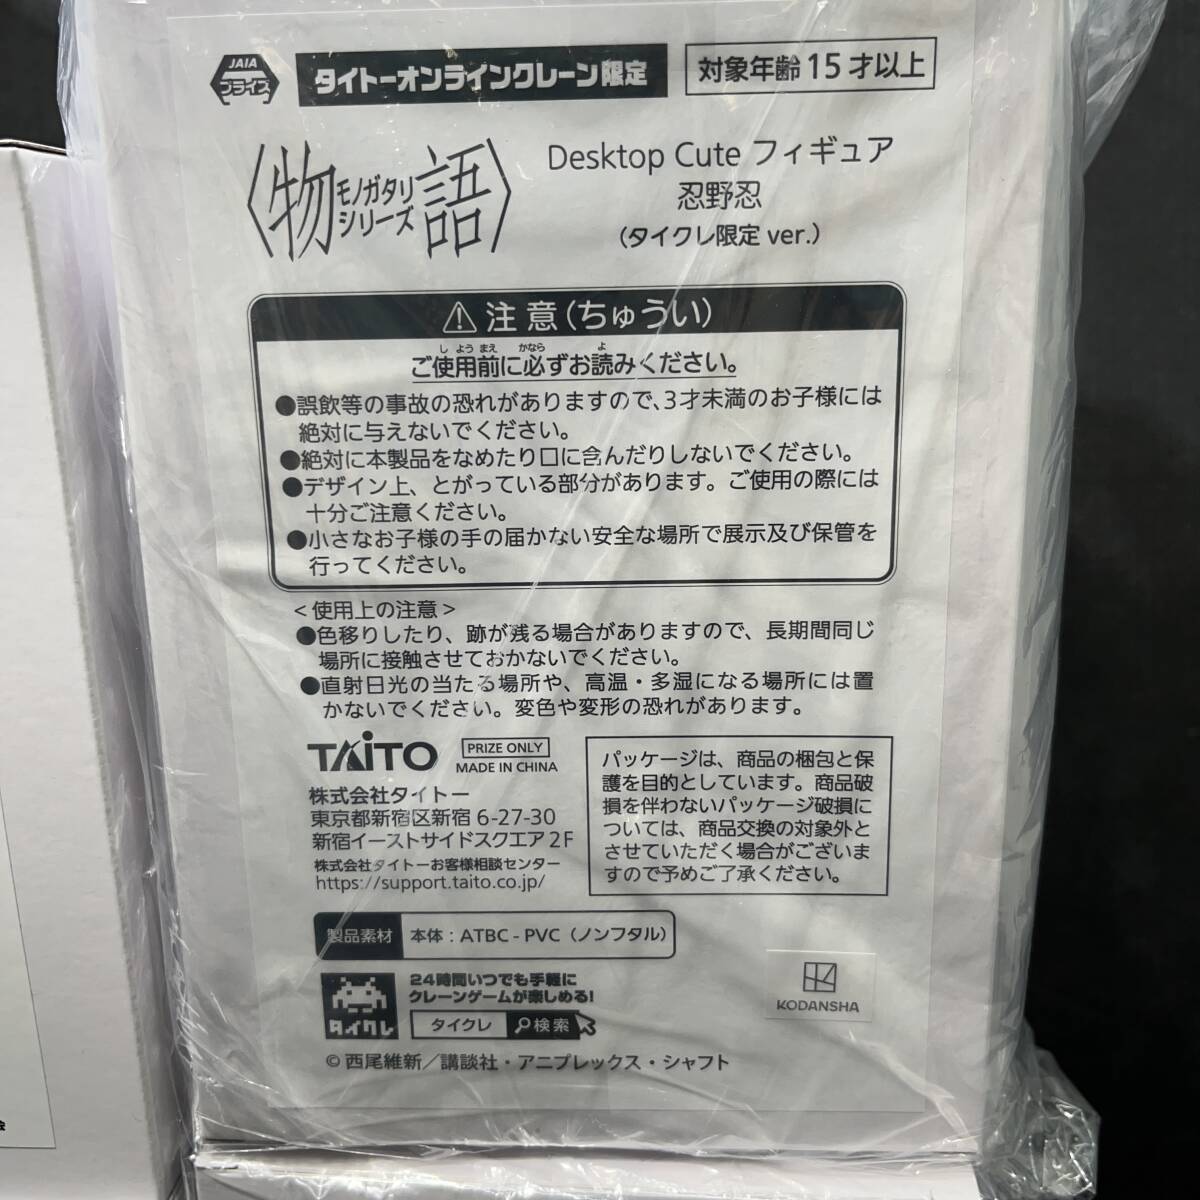 JAIA
プライズ
タイトーオンラインクレーン限定
対象年齢15才以上
〈物語〉
モノガタリ
シリーズ
Desktop Cute フィギュア
忍野忍
(タイクレ限定 ver.)
⚠注意(ちゅうい)
し よう まえ かなら よ
ご使用前に必ずお読みください。
●誤飲等の事故の恐れがありますので、3才未満のお子様には
絶対に与えないでください。
●絶対に本製品をなめたり口に含んだりしないでください。
●デザイン上、とがっている部分があります。ご使用の際には
十分ご注意ください。
●小さなお子様の手の届かない安全な場所で展示及び保管を
行ってください。
<使用上の注意>
●色移りしたり、跡が残る場合がありますので、長期間同じ
場所に接触させておかないでください。
●直射日光の当たる場所や、高温・多湿になる場所には置
かないでください。変色や変形の恐れがあります。
TAITO
PRIZE ONLY
MADE IN CHINA
株式会社タイトー
東京都新宿区新宿 6-27-30
新宿イーストサイドスクエア 2F
株式会社タイトーお客様相談センター
https://support.taito.co.jp/
パッケージは、商品の梱包と保
護を目的としています。商品破
損を伴わないパッケージ破損に
ついては、商品交換の対象外と
させていただく場合がございま
すので予めご了承ください。
製品素材 本体:ATBC-PVC(ノンフタル)
タイクレ
24時間いつでも手軽に
クレーンゲームが楽しめる!
タイクレ 検索
KODANSHA
©西尾維新/講談社・アニプレックス・シャフト